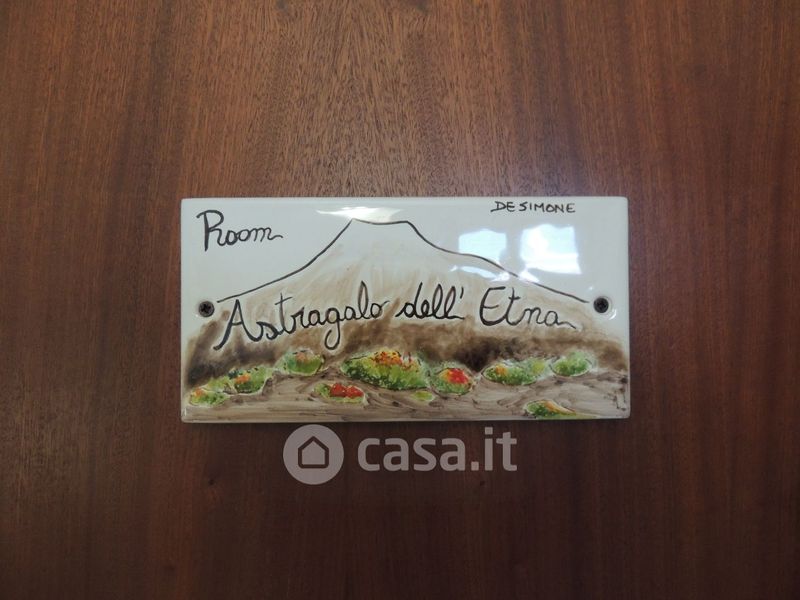 DE SIMONE
Room
Astragalo dell' Etna
casa.it